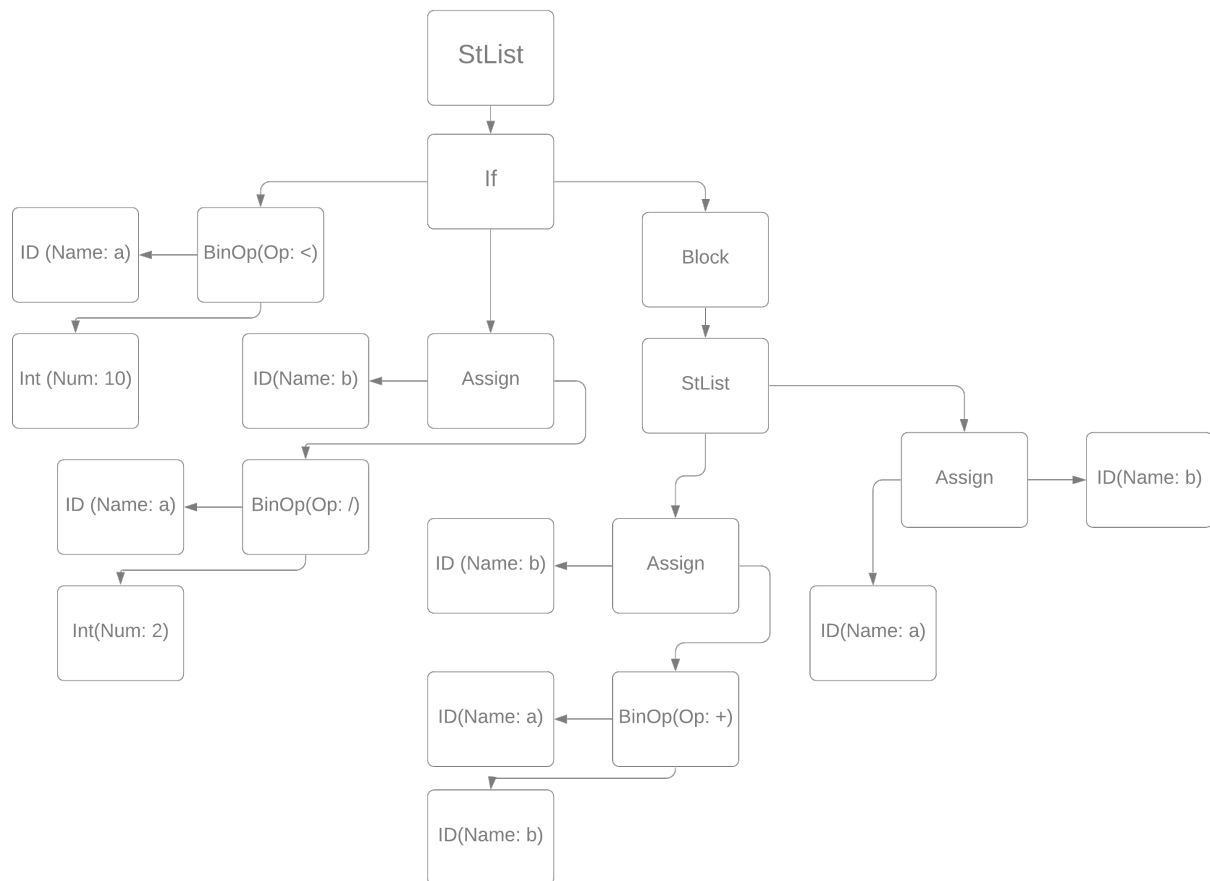 StList
If
ID (Name: a)
BinOp(Op: <)
Block
Int (Num: 10)
ID(Name: b)
Assign
StList
ID (Name: a)
BinOp(Op: /)
Assign
ID(Name: b)
ID (Name: b)
Assign
Int(Num: 2)
ID(Name: a)
ID(Name: a)
BinOp(Op: +)
ID(Name: b)